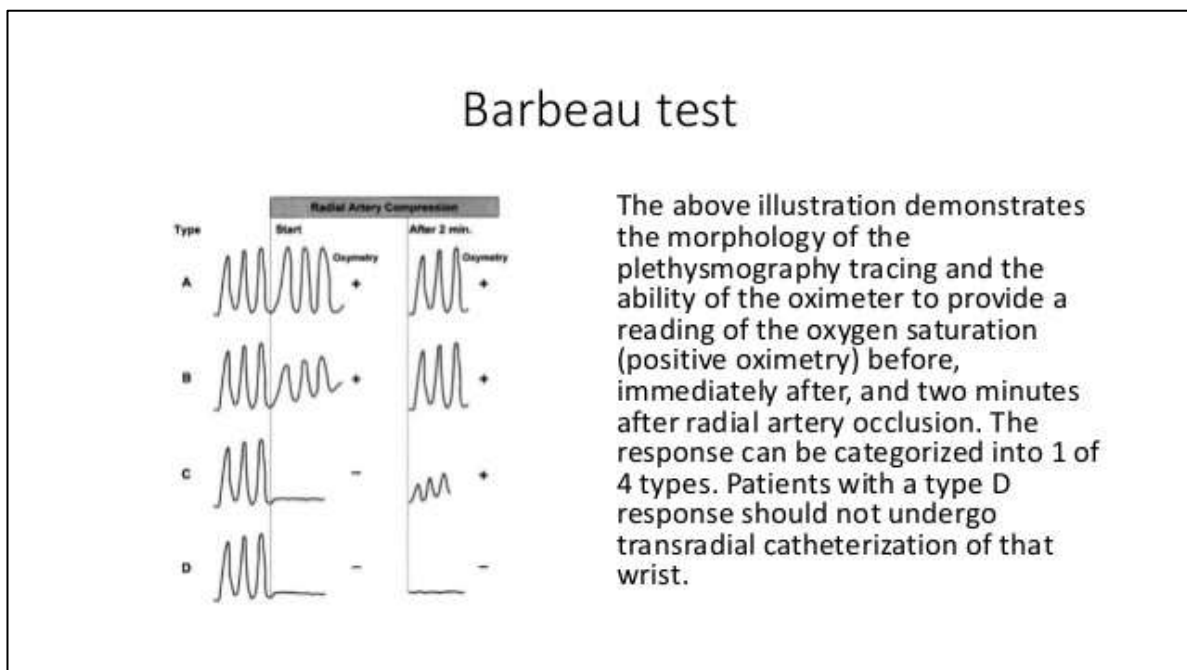 Barbeau test
Radial Artery Compression
Type
Start
After 2 min.
Oxymetry
Oxymetry
A
+
+
B
+
+
C
–
+
D
–
–
The above illustration demonstrates
the morphology of the
plethysmography tracing and the
ability of the oximeter to provide a
reading of the oxygen saturation
(positive oximetry) before,
immediately after, and two minutes
after radial artery occlusion. The
response can be categorized into 1 of
4 types. Patients with a type D
response should not undergo
transradial catheterization of that
wrist.